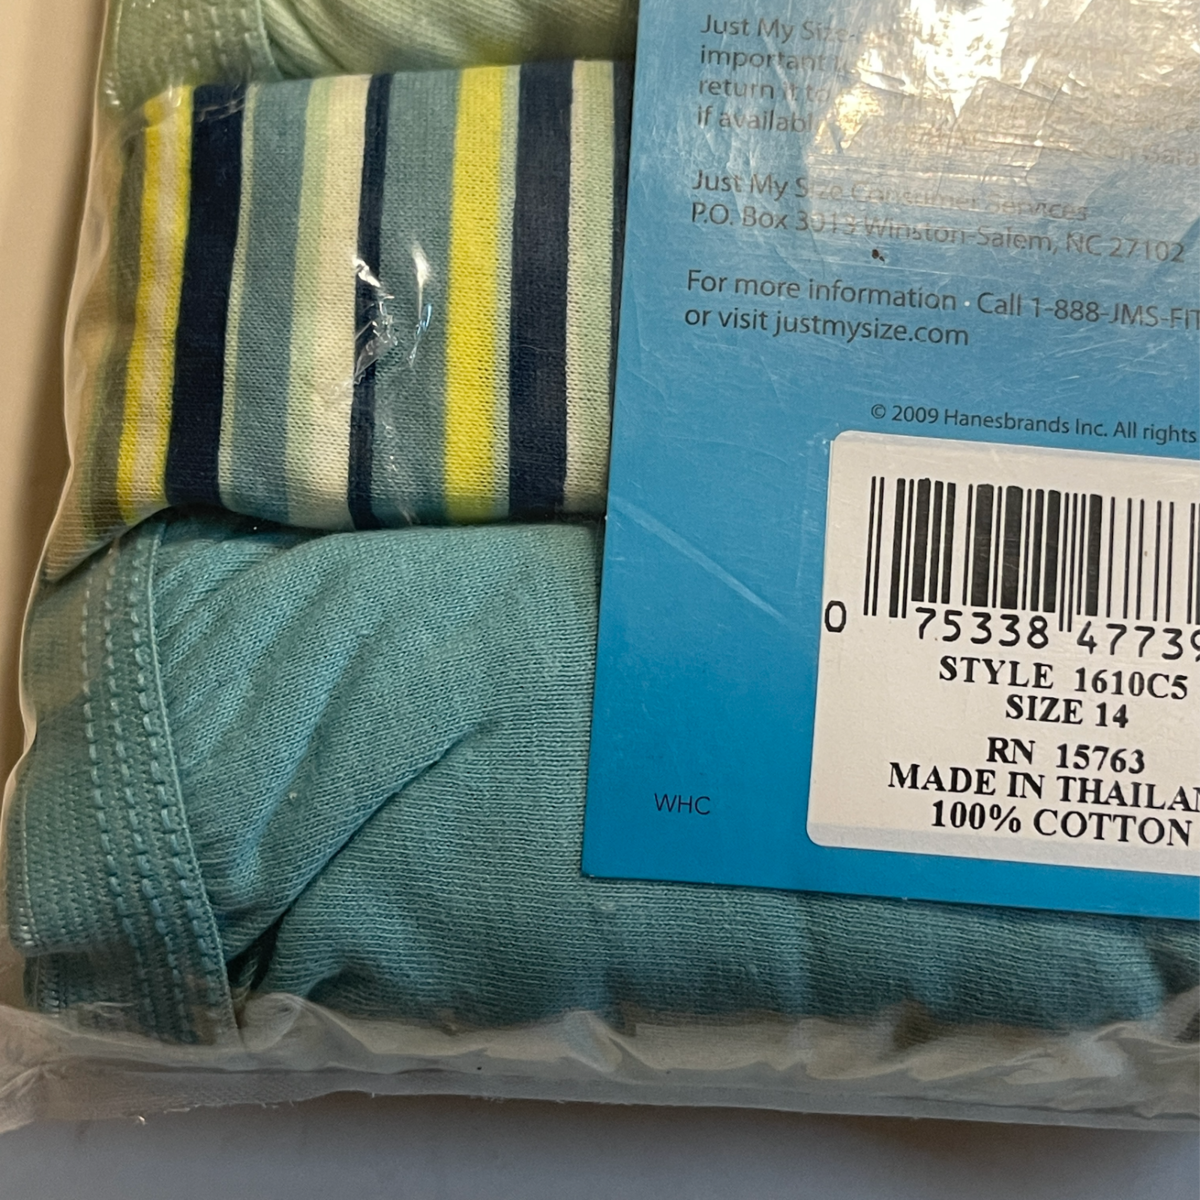 Just My Size
important
return it to
if availabl
Just My Size Consumer Services
P.O. Box 3013 Winston-Salem, NC 27102
For more information · Call 1-888-JMS-FIT
or visit justmysize.com
© 2009 Hanesbrands Inc. All rights
0 75338 47739
STYLE 1610C5
SIZE 14
RN 15763
MADE IN THAILAN
100% COTTON
WHC